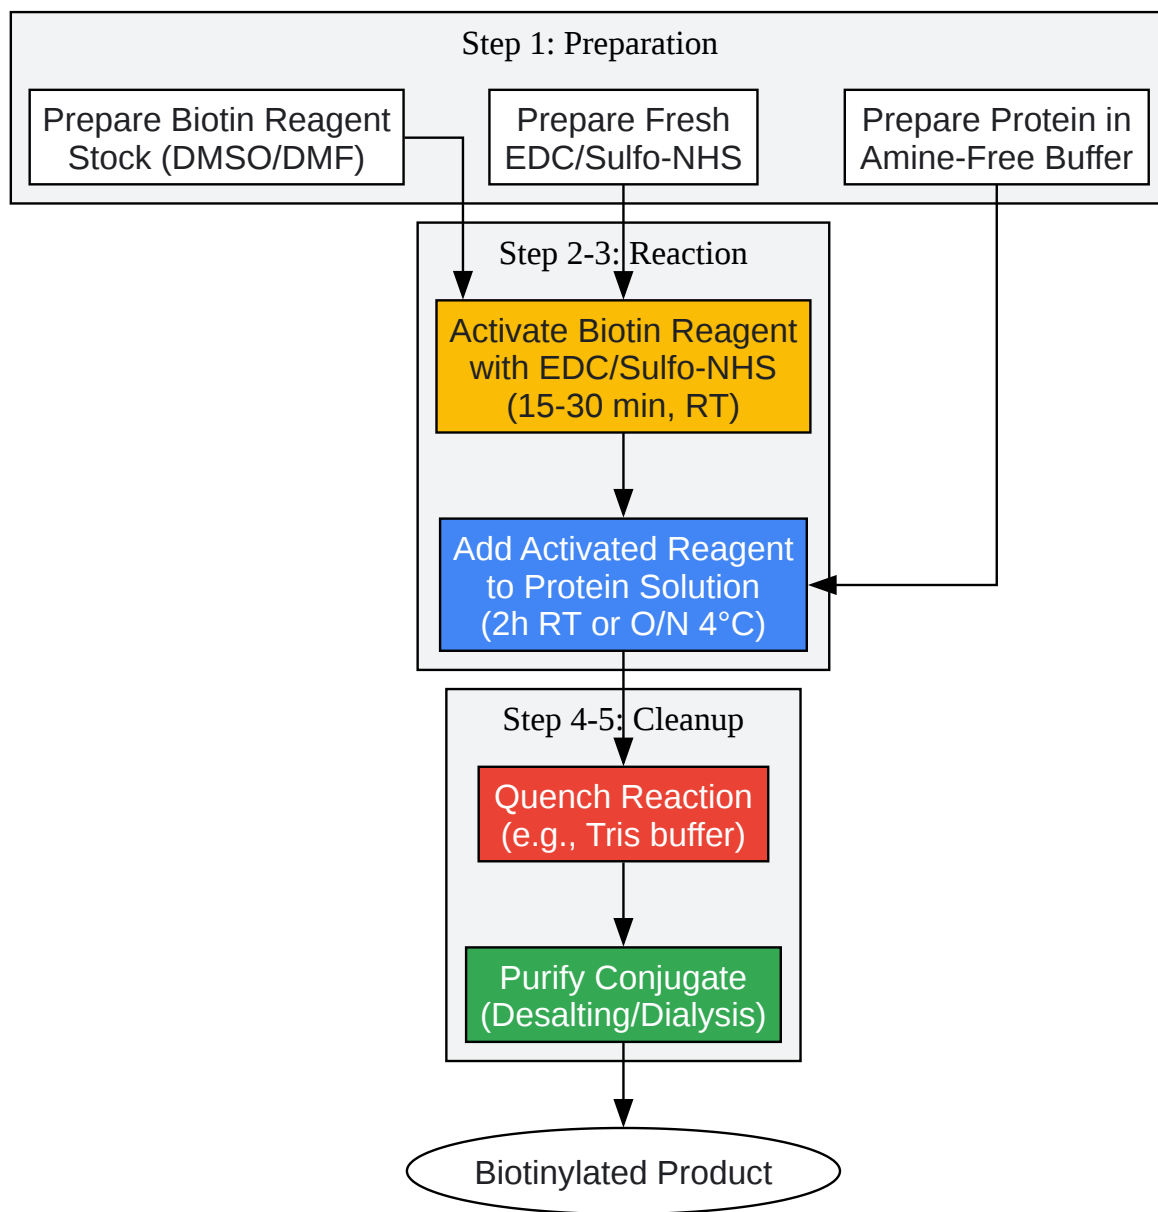 Step 1: Preparation
Prepare Biotin Reagent
Stock (DMSO/DMF)
Prepare Fresh
EDC/Sulfo-NHS
Prepare Protein in
Amine-Free Buffer
Step 2-3: Reaction
Activate Biotin Reagent
with EDC/Sulfo-NHS
(15-30 min, RT)
Add Activated Reagent
to Protein Solution
(2h RT or O/N 4°C)
Step 4-5: Cleanup
Quench Reaction
(e.g., Tris buffer)
Purify Conjugate
(Desalting/Dialysis)
Biotinylated Product